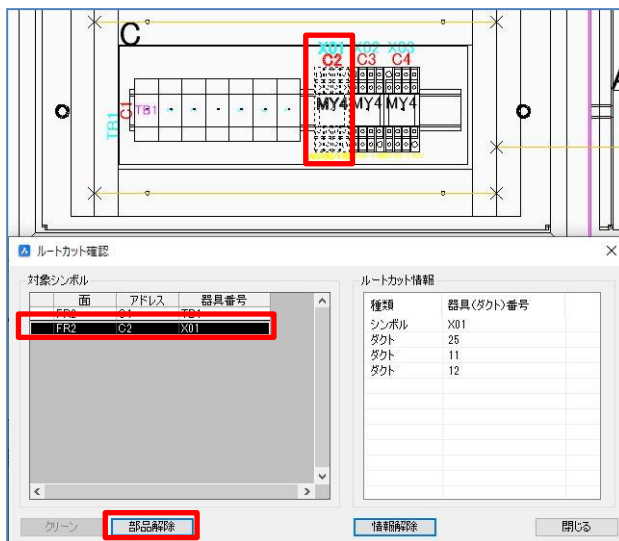 C
X01 X02 X03
C2 C3 C4
TB1
C1
TB1
MY4 MY4 MY4
ルートカット確認
対象シンボル
面 アドレス 器具番号
FR2 C1 TB1
FR2 C2 X01
クリーン 部品解除
ルートカット情報
種類 器具(ダクト)番号
シンボル X01
ダクト 25
ダクト 11
ダクト 12
情報解除 閉じる